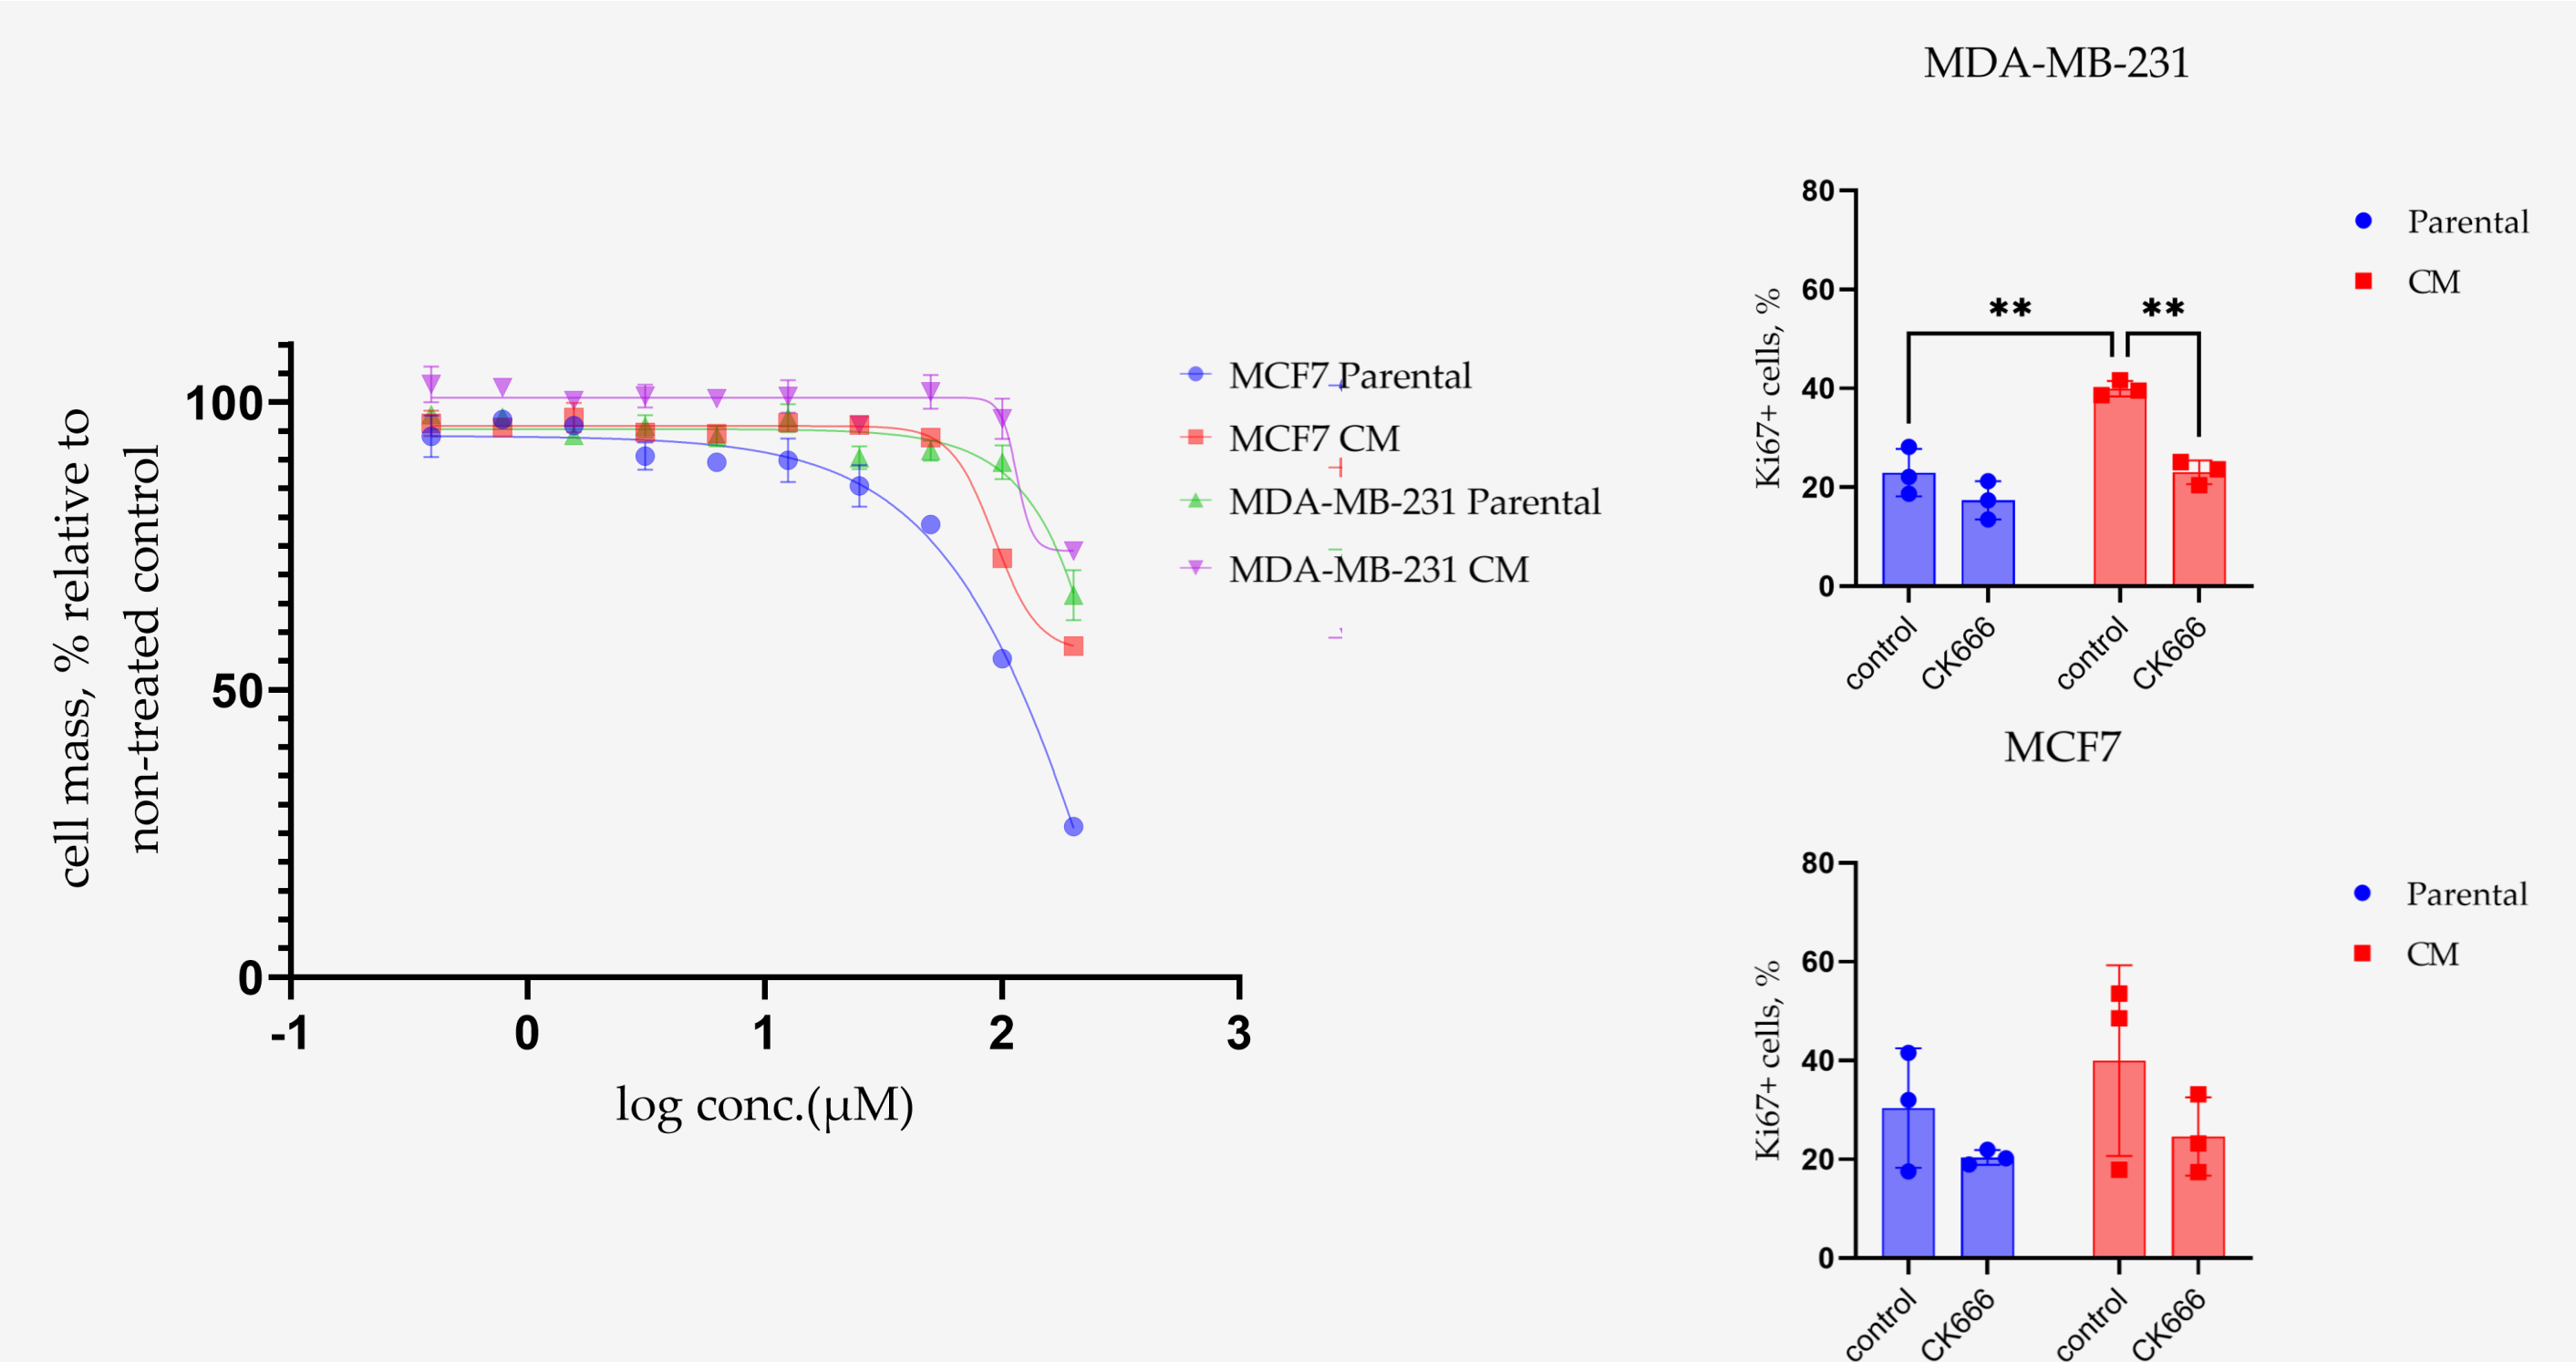 cell mass, % relative to
non-treated control
100
50
0
-1 0 1 2 3
log conc.(μM)
MCF7 Parental
MCF7 CM
MDA-MB-231 Parental
MDA-MB-231 CM
MDA-MB-231
Ki67+ cells, %
80
60
40
20
0
** **
control CK666 control CK666
Parental
CM
MCF7
Ki67+ cells, %
80
60
40
20
0
control CK666 control CK666
Parental
CM